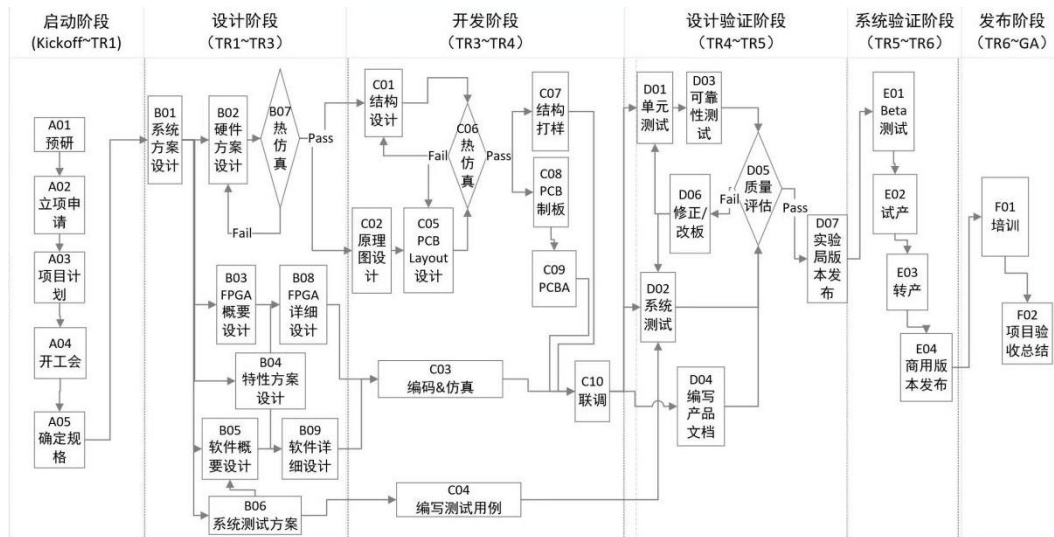 启动阶段
(Kickoff~TR1)
设计阶段
（TR1~TR3）
开发阶段
（TR3~TR4）
设计验证阶段
（TR4~TR5）
系统验证阶段
（TR5~TR6）
发布阶段
（TR6~GA）
A01
预研
A02
立项申
请
A03
项目计
划
A04
开工会
A05
确定规
格
B01
系统
方案
设计
B02
硬件
方案
设计
B07
热
仿
真
Pass
Fail
B03
FPGA
概要
设计
B08
FPGA
详细
设计
B04
特性方案
设计
B05
软件概
要设计
B09
软件详
细设计
B06
系统测试方案
C01
结构
设计
C02
原理
图设
计
C05
PCB
Layout
设计
C06
热
仿
真
Fail
Pass
C07
结构
打样
C08
PCB
制板
C09
PCBA
C03
编码&仿真
C10
联调
C04
编写测试用例
D01
单元
测试
D03
可靠
性测
试
D05
质量
评估
D06
修正/
改板
Fail
Pass
D02
系统
测试
D04
编写
产品
文档
D07
实验
局版
本发
布
E01
Beta
测试
E02
试产
E03
转产
E04
商用版
本发布
F01
培训
F02
项目验
收总结